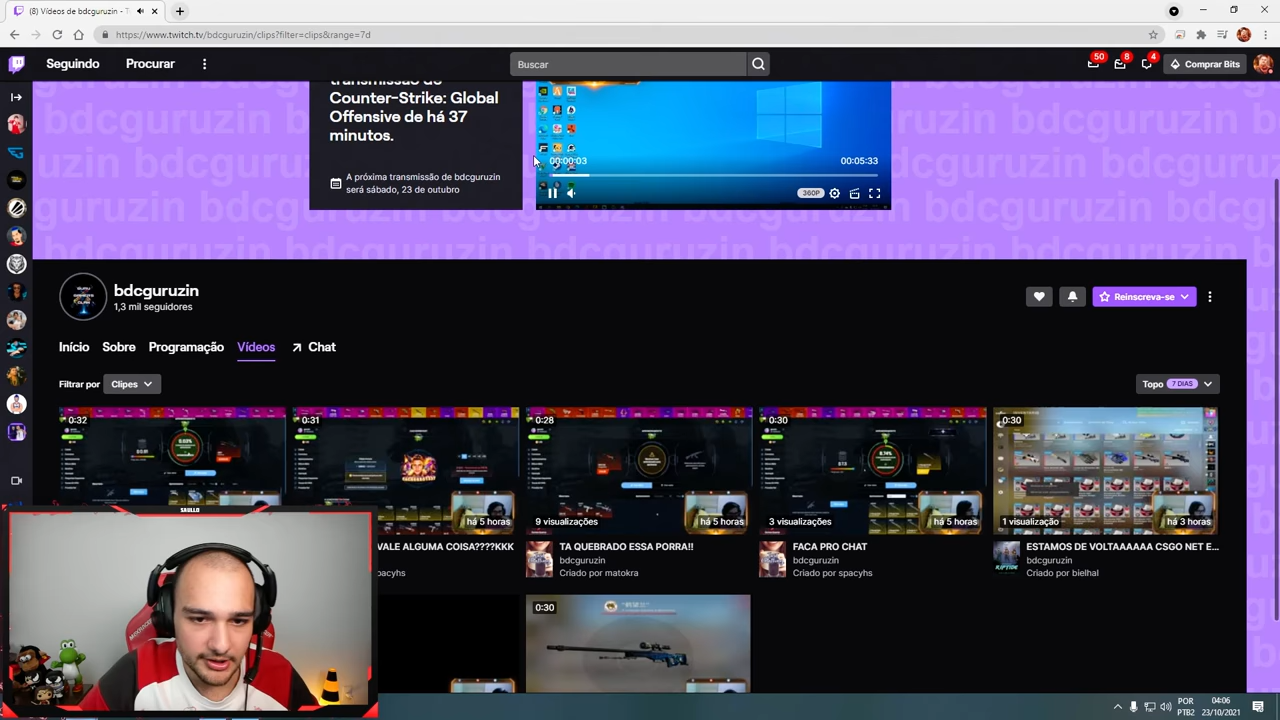 (8) Vídeos de bdcguruzin - T
https://www.twitch.tv/bdcguruzin/clips?filter=clips&range=7d
Seguindo
Procurar
Buscar
50
8
4
Comprar Bits
transmissão de
Counter-Strike: Global
Offensive de há 37
minutos.
A próxima transmissão de bdcguruzin
será sábado, 23 de outubro
00:00:03
00:05:33
360P
bdcguruzin
1,3 mil seguidores
Reinscreva-se
Início
Sobre
Programação
Vídeos
Chat
Filtrar por
Clipes
Topo
7 DIAS
0:32
0:31
0:28
0:30
0:30
há 5 horas
9 visualizações
há 5 horas
3 visualizações
há 5 horas
1 visualização
há 3 horas
VALE ALGUMA COISA????KKK
TA QUEBRADO ESSA PORRA!!
FACA PRO CHAT
ESTAMOS DE VOLTAAAAAA CSGO NET E...
bdcguruzin
bdcguruzin
bdcguruzin
spacyhs
Criado por matokra
Criado por spacyhs
Criado por bielhal
0:30
SAULLO
POR
PTB2
04:06
23/10/2021